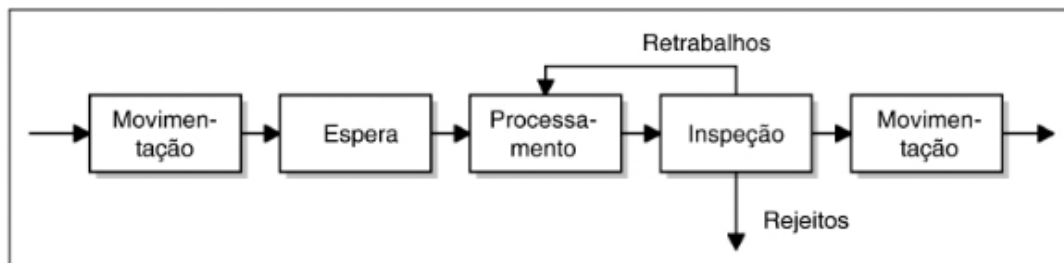 Retrabalhos
Movimen-
tação
Espera
Processa-
mento
Inspeção
Movimen-
tação
Rejeitos